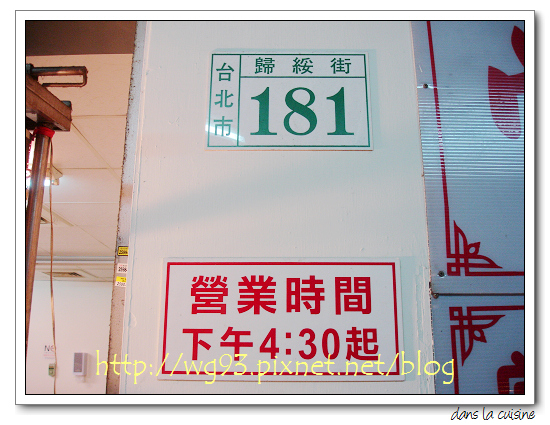 歸綏街
台北市
181
營業時間
下午4:30起
http://wg93.pixnet.net/blog
dans la cuisine